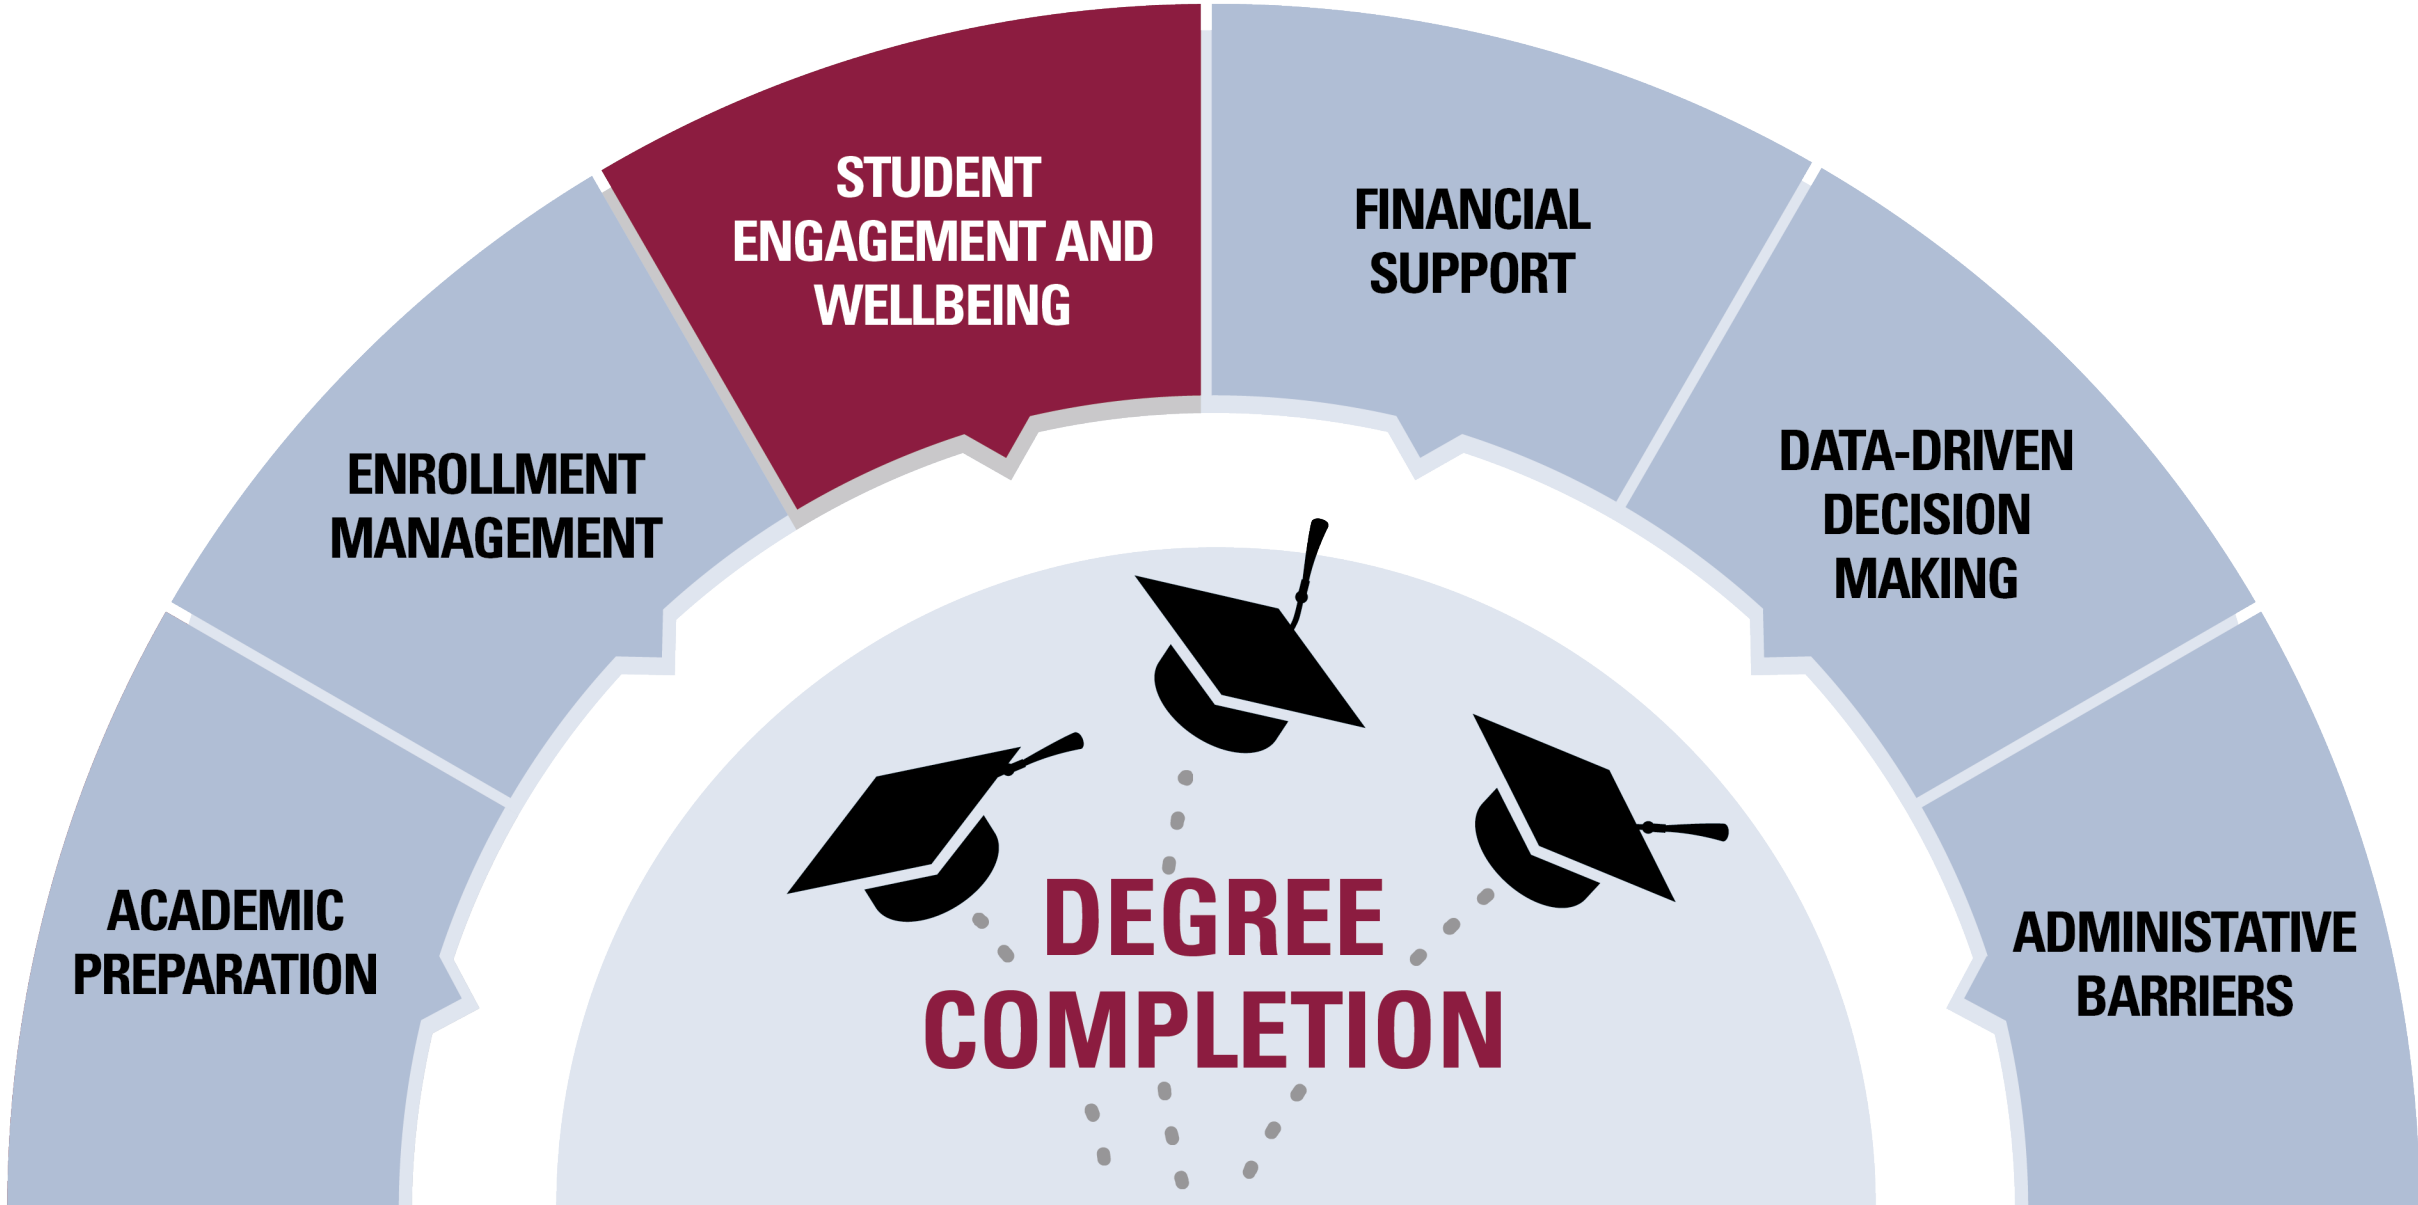 ACADEMIC
PREPARATION
ENROLLMENT
MANAGEMENT
STUDENT
ENGAGEMENT AND
WELLBEING
FINANCIAL
SUPPORT
DATA-DRIVEN
DECISION
MAKING
ADMINISTATIVE
BARRIERS
DEGREE
COMPLETION